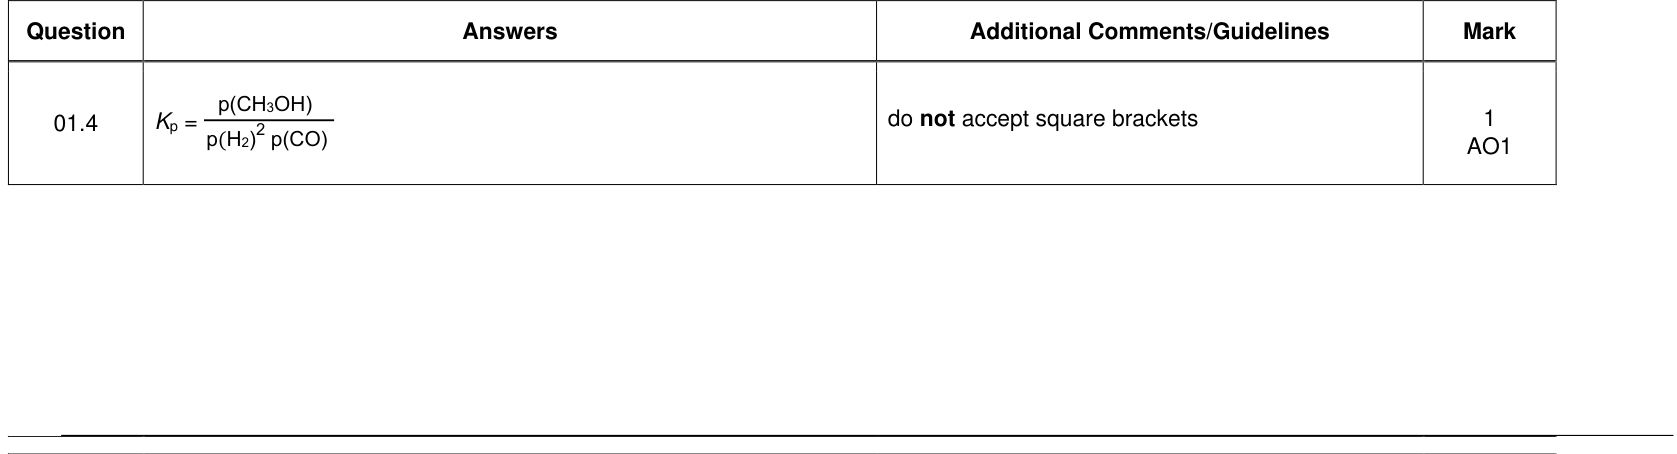 Question Answers Additional Comments/Guidelines Mark
01.4
Kp = p(CH₃OH) / p(H₂)² p(CO)
do not accept square brackets
1
AO1